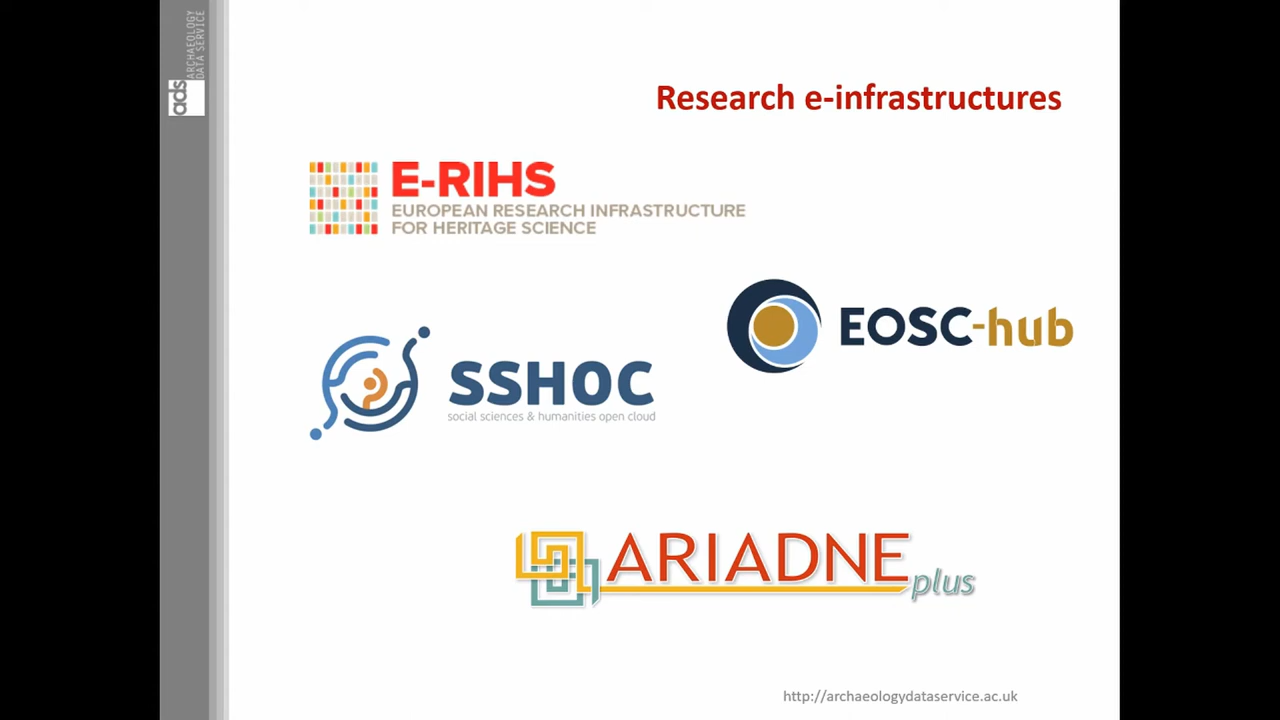 ads
ARCHAEOLOGY
DATA SERVICE
Research e-infrastructures
E-RIHS
EUROPEAN RESEARCH INFRASTRUCTURE
FOR HERITAGE SCIENCE
EOSC-hub
SSHOC
social sciences & humanities open cloud
ARIADNE
plus
http://archaeologydataservice.ac.uk